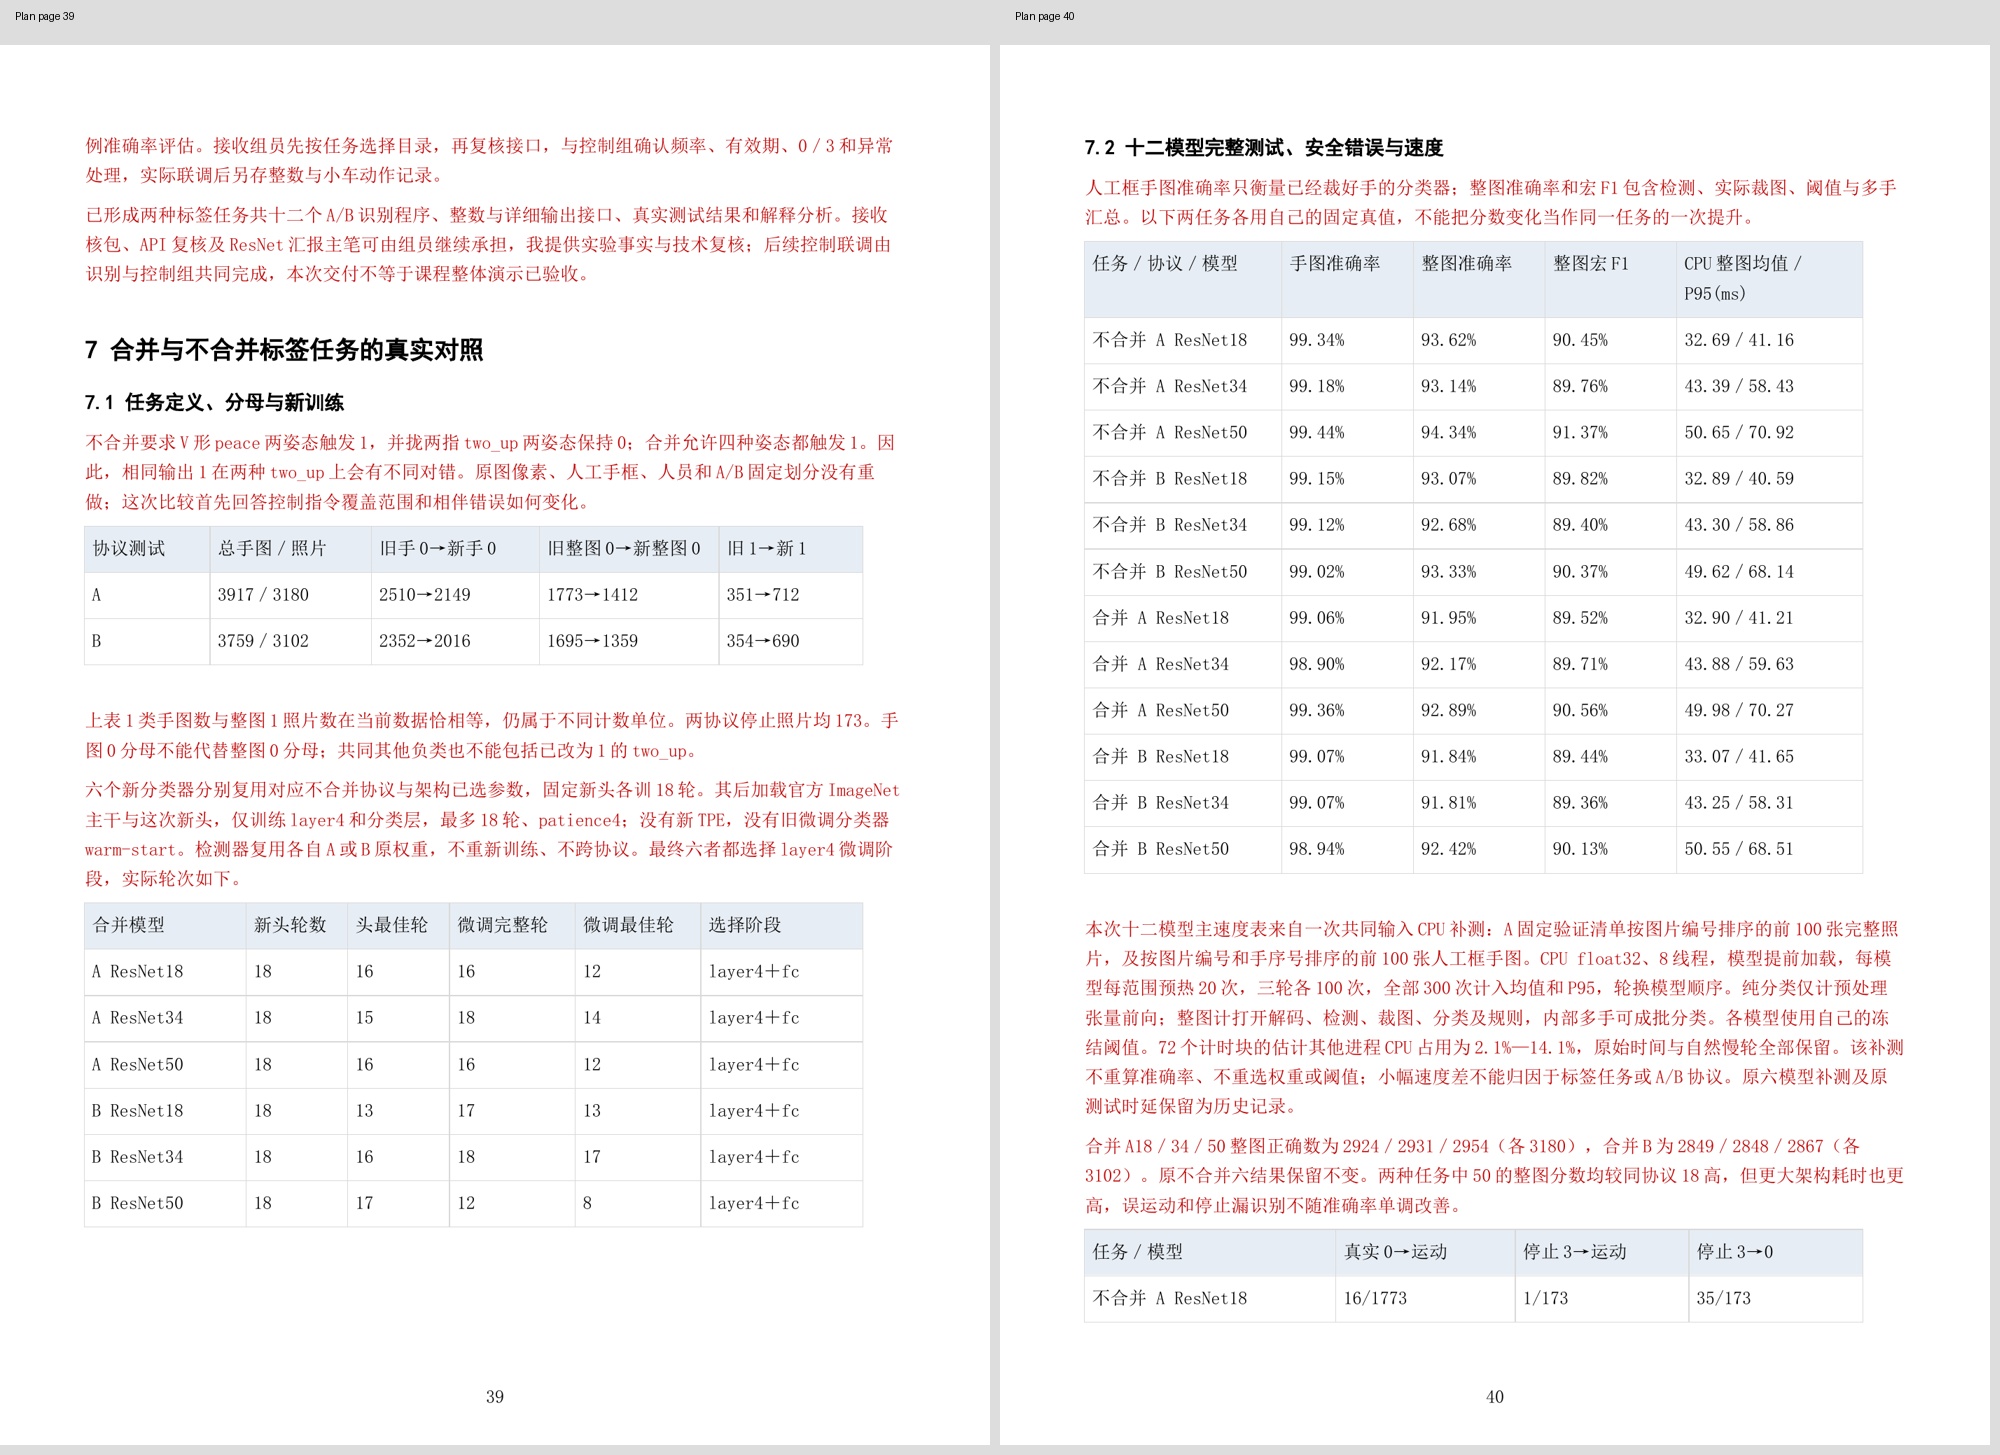 Plan page 39
例准确率评估。接收组员先按任务选择目录，再复核接口，与控制组确认频率、有效期、0 / 3 和异常
处理，实际联调后另存整数与小车动作记录。
已形成两种标签任务共十二个 A/B 识别程序、整数与详细输出接口、真实测试结果和解释分析。接收
核包、API 复核及 ResNet 汇报主笔可由组员继续承担，我提供实验事实与技术复核；后续控制联调由
识别与控制组共同完成，本次交付不等于课程整体演示已验收。
7 合并与不合并标签任务的真实对照
7.1 任务定义、分母与新训练
不合并要求 V 形 peace 两姿态触发 1，并拢两指 two_up 两姿态保持 0；合并允许四种姿态都触发 1。因
此，相同输出 1 在两种 two_up 上会有不同对错。原图像素、人工手框、人员和 A/B 固定划分没有重
做；这次比较首先回答控制指令覆盖范围和相伴错误如何变化。
协议测试 总手图 / 照片 旧手 0→新手 0 旧整图 0→新整图 0 旧 1→新 1
A 3917 / 3180 2510→2149 1773→1412 351→712
B 3759 / 3102 2352→2016 1695→1359 354→690
上表 1 类手图数与整图 1 照片数在当前数据恰相等，仍属于不同计数单位。两协议停止照片均 173。手
图 0 分母不能代替整图 0 分母；共同其他负类也不能包括已改为 1 的 two_up。
六个新分类器分别复用对应不合并协议与架构已选参数，固定新头各训 18 轮。其后加载官方 ImageNet
主干与这次新头，仅训练 layer4 和分类层，最多 18 轮、patience4；没有新 TPE，没有旧微调分类器
warm-start。检测器复用各自 A 或 B 原权重，不重新训练、不跨协议。最终六者都选择 layer4 微调阶
段，实际轮次如下。
合并模型 新头轮数 头最佳轮 微调完整轮 微调最佳轮 选择阶段
A ResNet18 18 16 16 12 layer4+fc
A ResNet34 18 15 18 14 layer4+fc
A ResNet50 18 16 16 12 layer4+fc
B ResNet18 18 13 17 13 layer4+fc
B ResNet34 18 16 18 17 layer4+fc
B ResNet50 18 17 12 8 layer4+fc
39
Plan page 40
7.2 十二模型完整测试、安全错误与速度
人工框手图准确率只衡量已经裁好手的分类器；整图准确率和宏 F1 包含检测、实际裁图、阈值与多手
汇总。以下两任务各用自己的固定真值，不能把分数变化当作同一任务的一次提升。
任务 / 协议 / 模型 手图准确率 整图准确率 整图宏 F1 CPU 整图均值 /
P95(ms)
不合并 A ResNet18 99.34% 93.62% 90.45% 32.69 / 41.16
不合并 A ResNet34 99.18% 93.14% 89.76% 43.39 / 58.43
不合并 A ResNet50 99.44% 94.34% 91.37% 50.65 / 70.92
不合并 B ResNet18 99.15% 93.07% 89.82% 32.89 / 40.59
不合并 B ResNet34 99.12% 92.68% 89.40% 43.30 / 58.86
不合并 B ResNet50 99.02% 93.33% 90.37% 49.62 / 68.14
合并 A ResNet18 99.06% 91.95% 89.52% 32.90 / 41.21
合并 A ResNet34 98.90% 92.17% 89.71% 43.88 / 59.63
合并 A ResNet50 99.36% 92.89% 90.56% 49.98 / 70.27
合并 B ResNet18 99.07% 91.84% 89.44% 33.07 / 41.65
合并 B ResNet34 99.07% 91.81% 89.36% 43.25 / 58.31
合并 B ResNet50 98.94% 92.42% 90.13% 50.55 / 68.51
本次十二模型主速度表来自一次共同输入 CPU 补测：A 固定验证清单按图片编号排序的前 100 张完整照
片，及按图片编号和手序号排序的前 100 张人工框手图。CPU float32、8 线程，模型提前加载，每模
型每范围预热 20 次，三轮各 100 次，全部 300 次计入均值和 P95，轮换模型顺序。纯分类仅计预处理
张量前向；整图计打开解码、检测、裁图、分类及规则，内部多手可成批分类。各模型使用自己的冻
结阈值。72 个计时块的估计其他进程 CPU 占用为 2.1%—14.1%，原始时间与自然慢轮全部保留。该补测
不重算准确率、不重选权重或阈值；小幅速度差不能归因于标签任务或 A/B 协议。原六模型补测及原
测试时延保留为历史记录。
合并 A18 / 34 / 50 整图正确数为 2924 / 2931 / 2954（各 3180），合并 B 为 2849 / 2848 / 2867（各
3102）。原不合并六结果保留不变。两种任务中 50 的整图分数均较同协议 18 高，但更大架构耗时也更
高，误运动和停止漏识别不随准确率单调改善。
任务 / 模型 真实 0→运动 停止 3→运动 停止 3→0
不合并 A ResNet18 16/1773 1/173 35/173
40